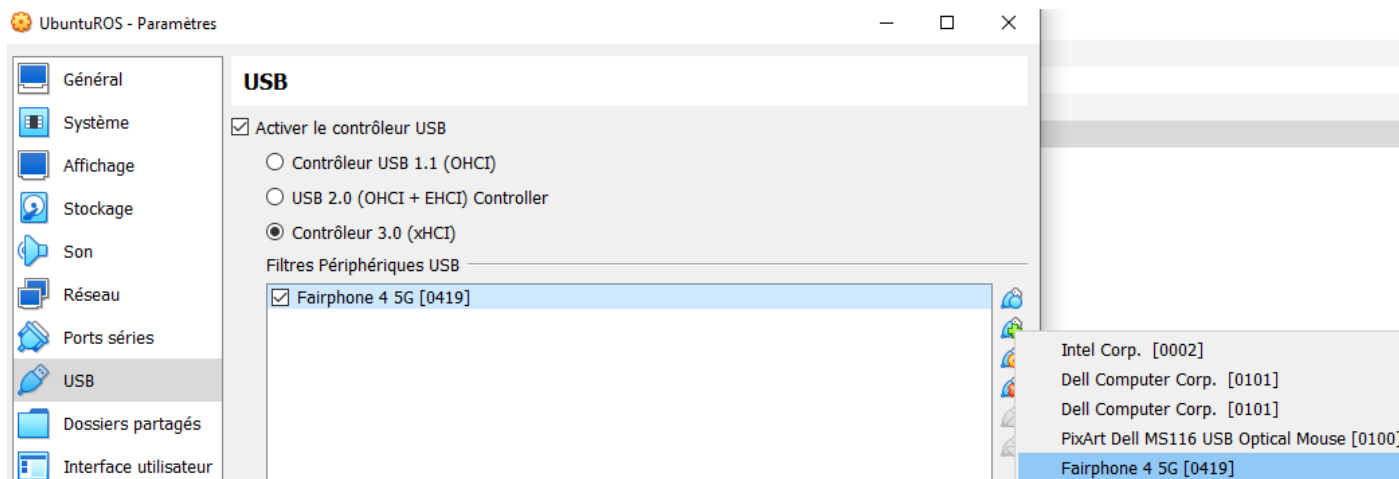 UbuntuROS - Paramètres
Général
Système
Affichage
Stockage
Son
Réseau
Ports séries
USB
Dossiers partagés
Interface utilisateur
USB
Activer le contrôleur USB
Contrôleur USB 1.1 (OHCI)
USB 2.0 (OHCI + EHCI) Controller
Contrôleur 3.0 (xHCI)
Filtres Périphériques USB
Fairphone 4 5G [0419]
Intel Corp. [0002]
Dell Computer Corp. [0101]
Dell Computer Corp. [0101]
PixArt Dell MS116 USB Optical Mouse [0100]
Fairphone 4 5G [0419]